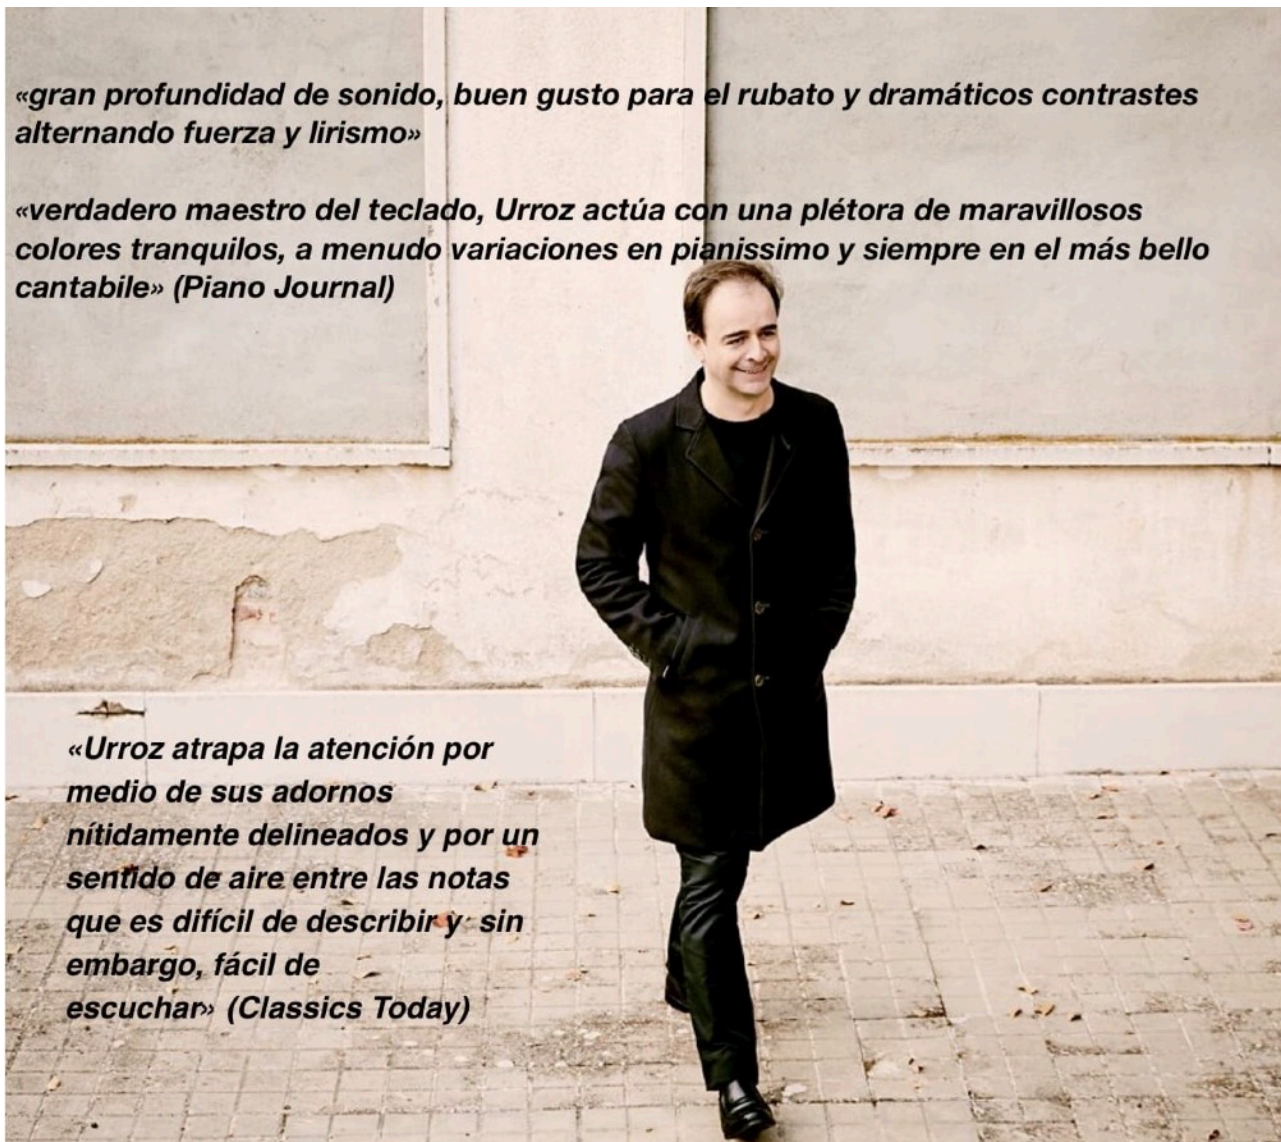 «gran profundidad de sonido, buen gusto para el rubato y dramáticos contrastes
alternando fuerza y lirismo»
«verdadero maestro del teclado, Urroz actúa con una plétora de maravillosos
colores tranquilos, a menudo variaciones en pianissimo y siempre en el más bello
cantabile» (Piano Journal)
«Urroz atrapa la atención por
medio de sus adornos
nítidamente delineados y por un
sentido de aire entre las notas
que es difícil de describir y  sin
embargo, fácil de
escuchar» (Classics Today)